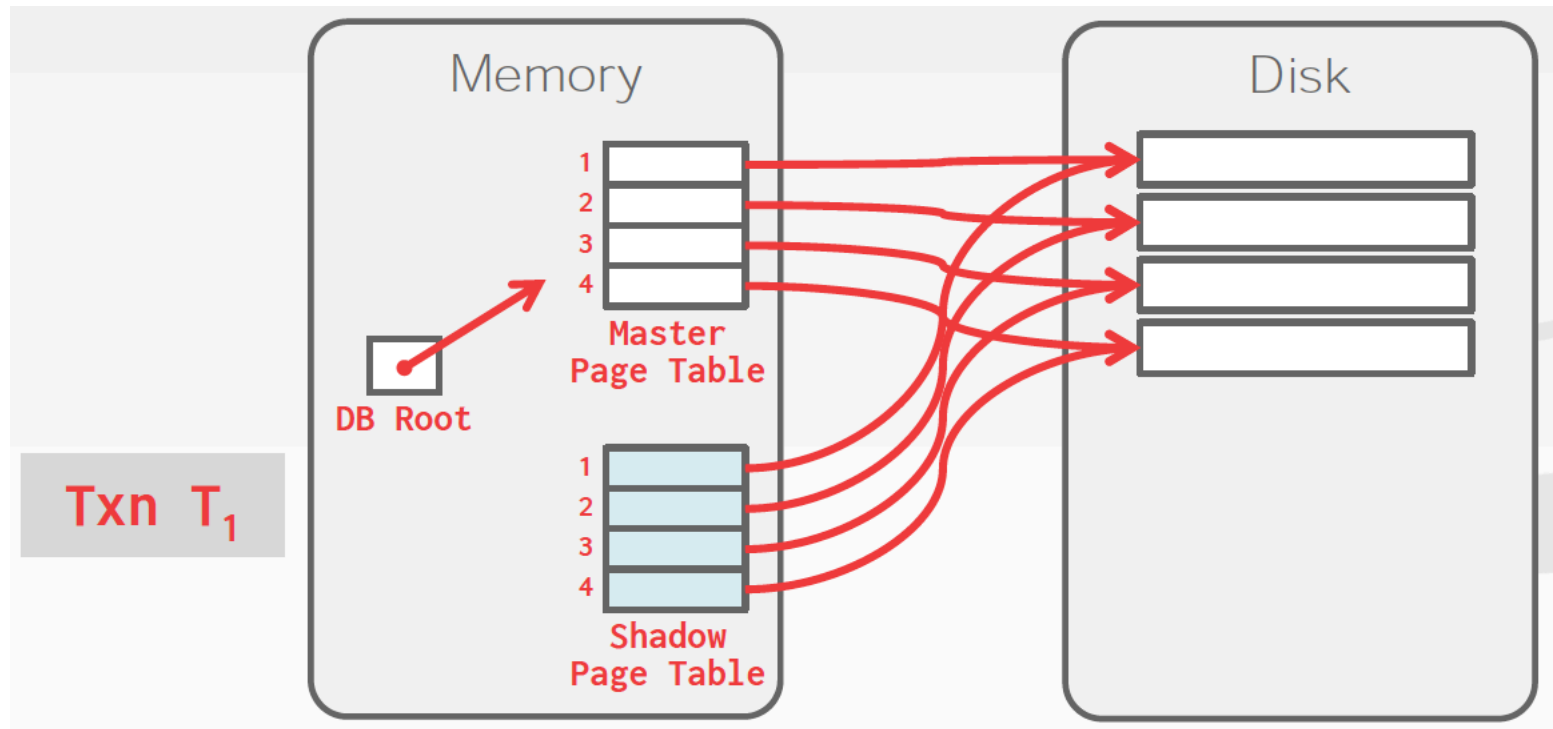 Memory
Disk
1
2
3
4
Master
Page Table
DB Root
Txn T1
1
2
3
4
Shadow
Page Table